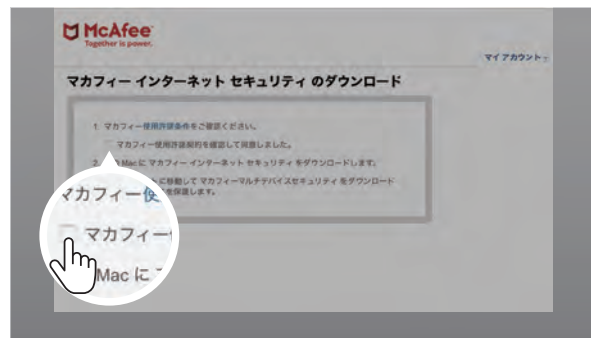 McAfee
Together is power.
マイ アカウント
マカフィー インターネット セキュリティ のダウンロード
1. マカフィー使用許諾条件をご確認ください。
マカフィー使用許諾契約を確認して同意しました。
2. Mac に マカフィー インターネット セキュリティ をダウンロードします。
に移動して マカフィーマルチデバイスセキュリティ をダウンロード
を保護します。
マカフィー使
マカフィー
Mac に